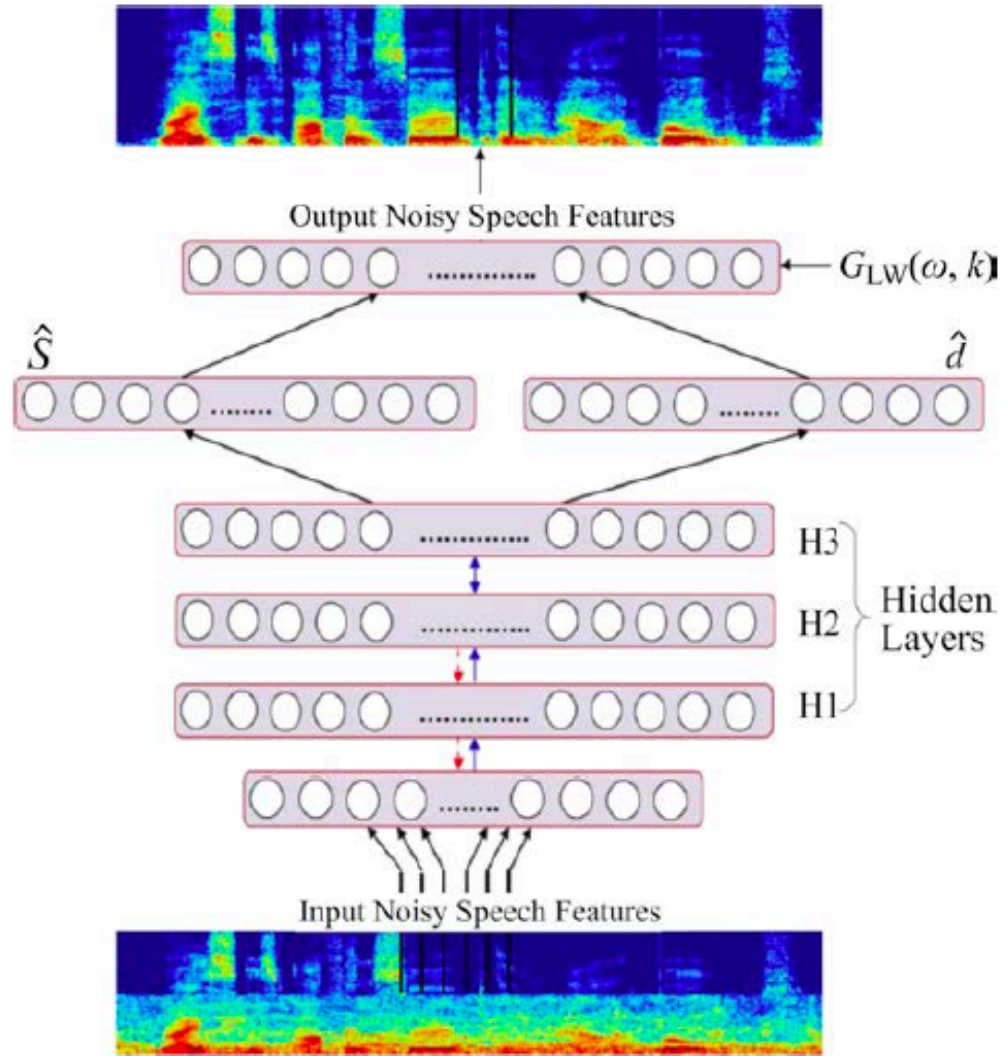 Output Noisy Speech Features
G_LW(ω, k)
Ŝ
d̂
H3
H2
H1
Hidden
Layers
Input Noisy Speech Features